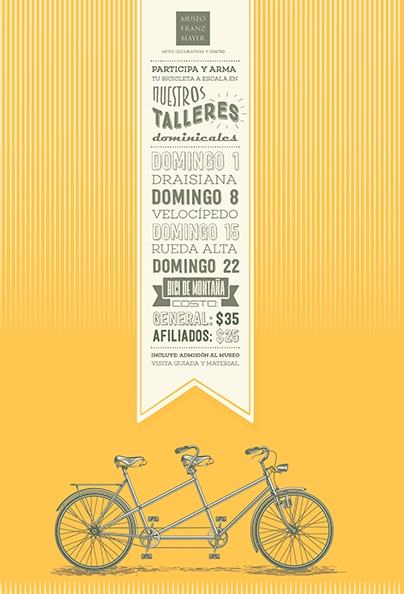 MUSEO
FRANZ
MAYER
ARTES DECORATIVAS Y DISEÑO
PARTICIPA Y ARMA
TU BICICLETA A ESCALA EN
NUESTROS
TALLERES
dominicales
DOMINGO 1
DRAISIANA
DOMINGO 8
VELOCÍPEDO
DOMINGO 15
RUEDA ALTA
DOMINGO 22
BICI DE MONTAÑA
COSTO:
GENERAL: $35
AFILIADOS: $25
INCLUYE: ADMISIÓN AL MUSEO
VISITA GUIADA Y MATERIAL.